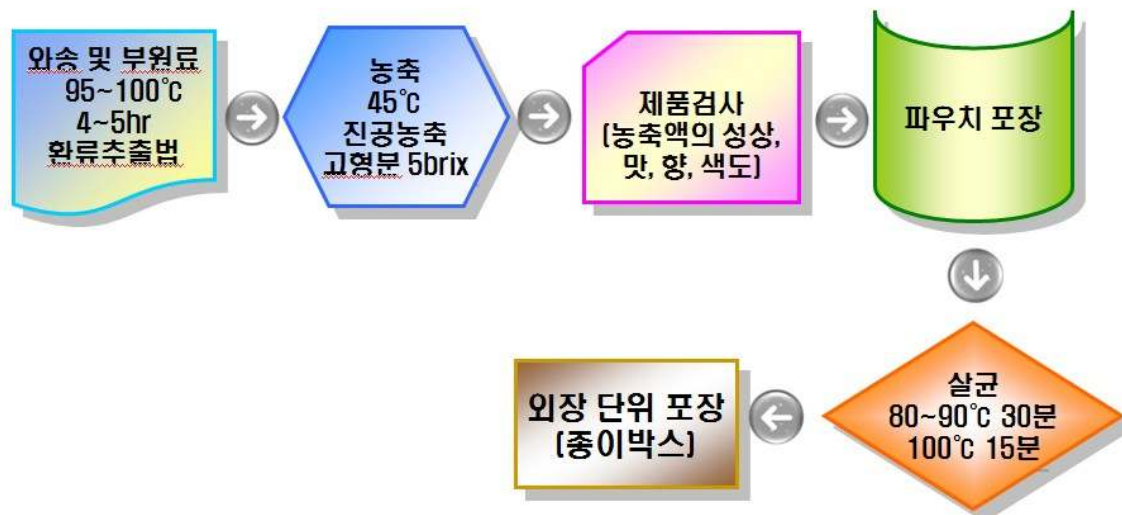 와송 및 부원료
95~100℃
4~5hr
환류추출법
농축
45℃
진공농축
고형분 5brix
제품검사
(농축액의 성상,
맛, 향, 색도)
파우치 포장
살균
80~90℃ 30분
100℃ 15분
외장 단위 포장
(종이박스)